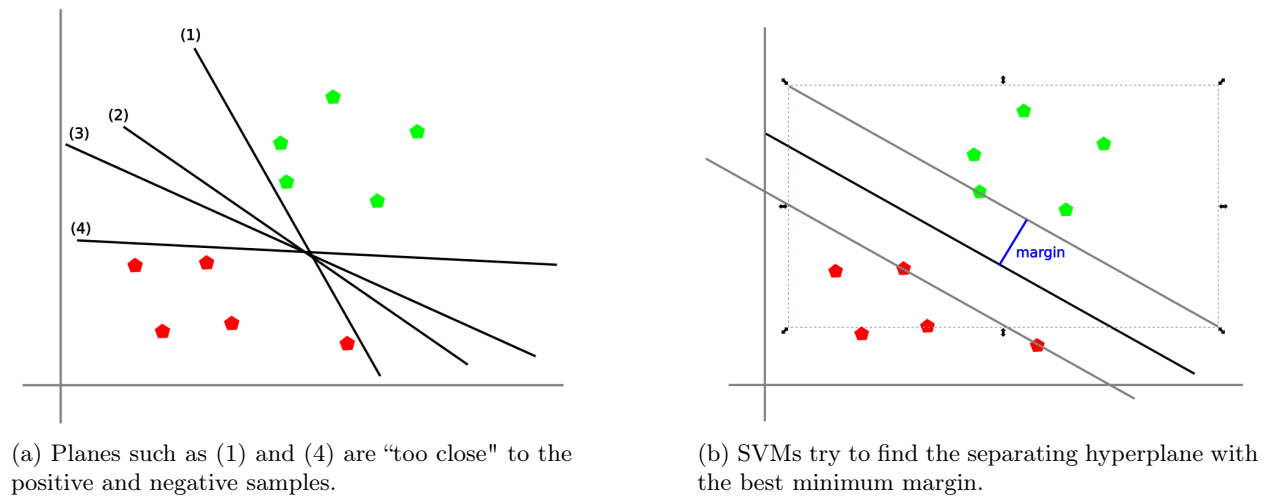 (1)
(2)
(3)
(4)
margin
(a) Planes such as (1) and (4) are “too close" to the
positive and negative samples.
(b) SVMs try to find the separating hyperplane with
the best minimum margin.